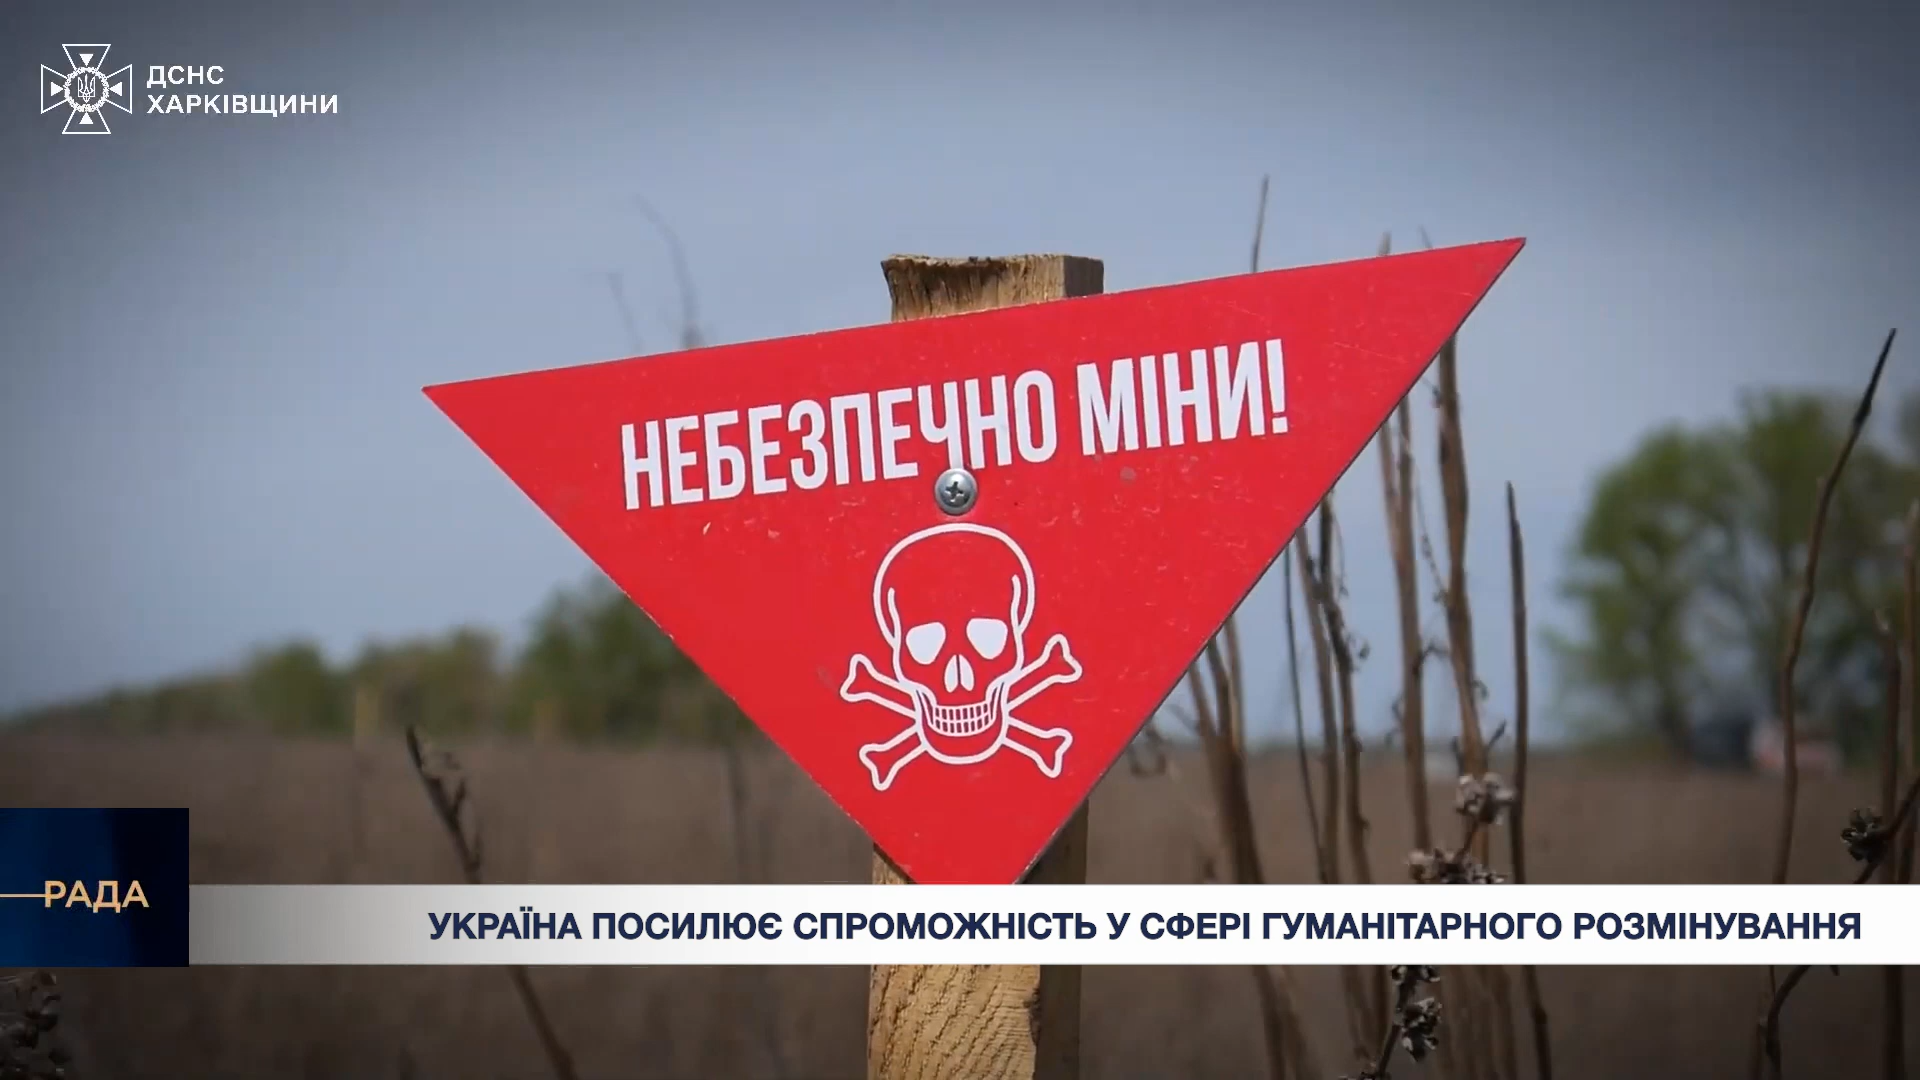 ДСНС
ХАРКІВЩИНИ
НЕБЕЗПЕЧНО МІНИ!
РАДА
УКРАЇНА ПОСИЛЮЄ СПРОМОЖНІСТЬ У СФЕРІ ГУМАНІТАРНОГО РОЗМІНУВАННЯ